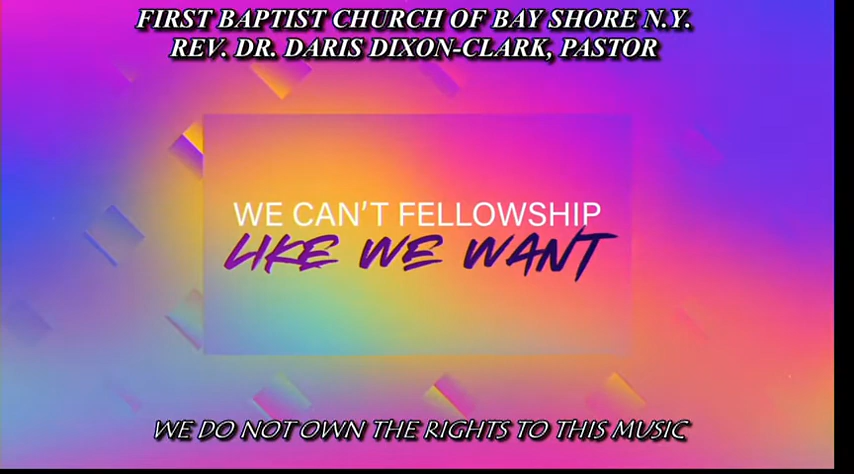 FIRST BAPTIST CHURCH OF BAY SHORE N.Y.
REV. DR. DARIS DIXON-CLARK, PASTOR
WE CAN'T FELLOWSHIP
LIKE WE WANT
WE DO NOT OWN THE RIGHTS TO THIS MUSIC